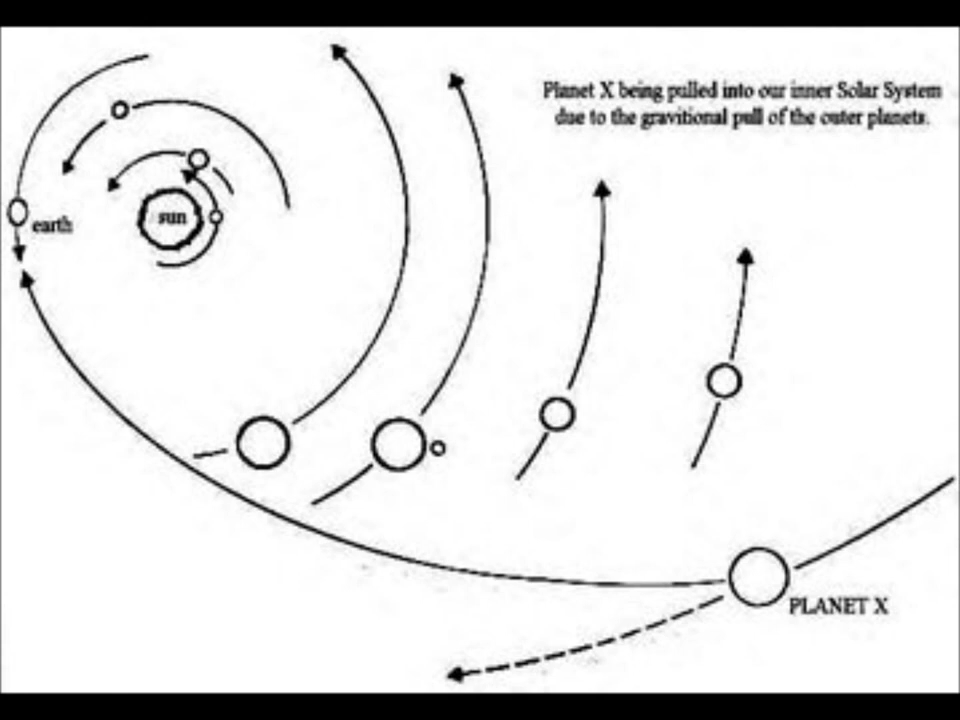 Planet X being pulled into our inner Solar System
due to the gravitional pull of the outer planets.
sun
earth
PLANET X